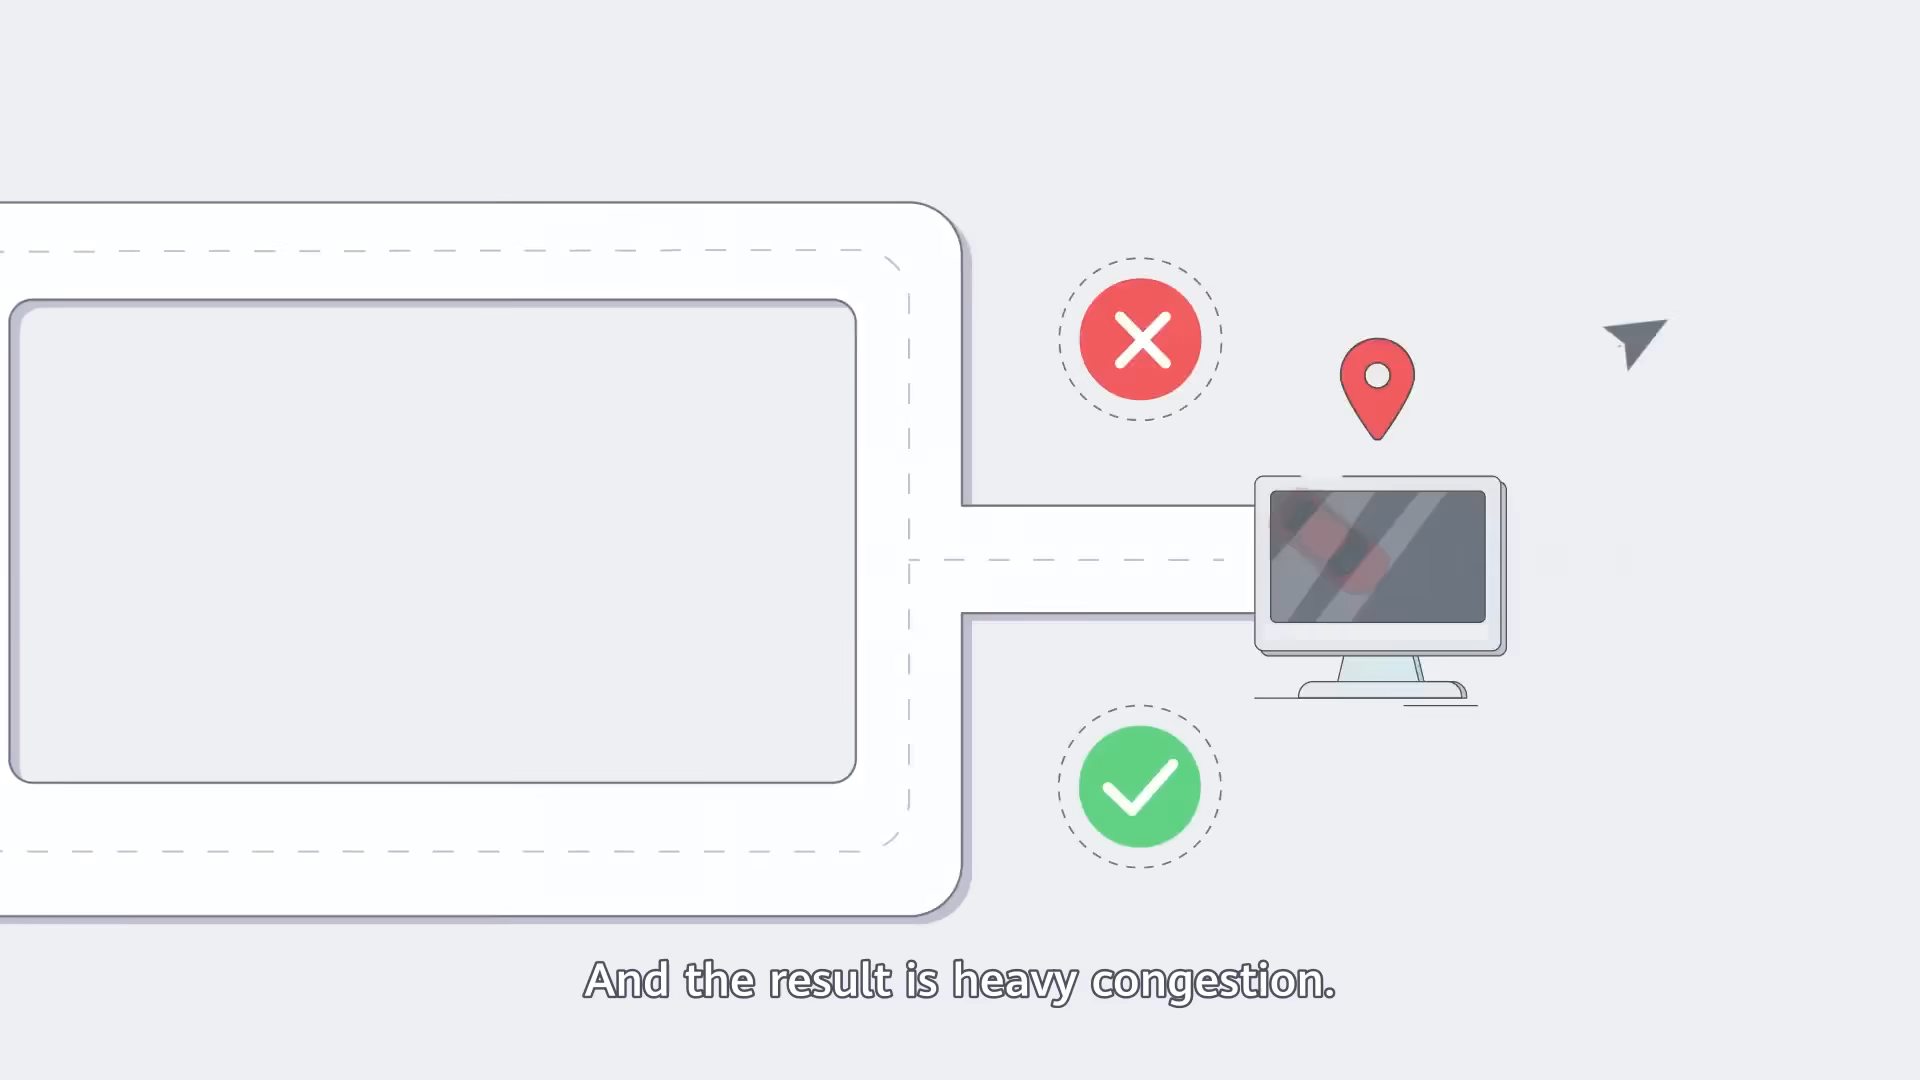 And the result is heavy congestion.